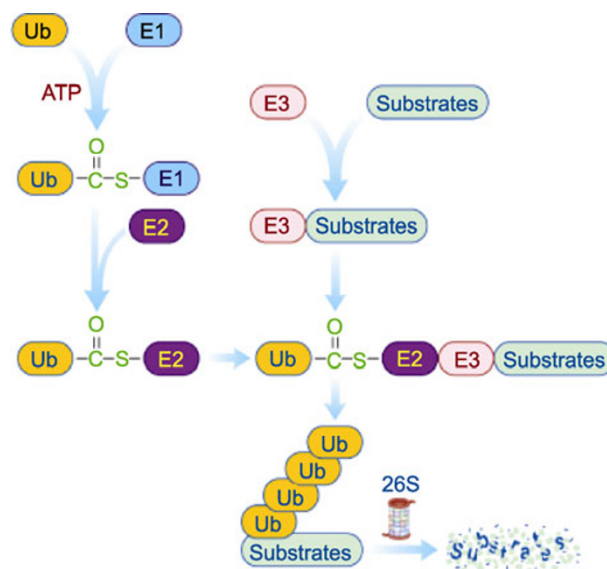 Ub E1
ATP
E3 Substrates
O
Ub C S E1
E2
E3 Substrates
O O
Ub C S E2 Ub C S E2 E3 Substrates
Ub
Ub
Ub
Ub
26S
Substrates
Substrates